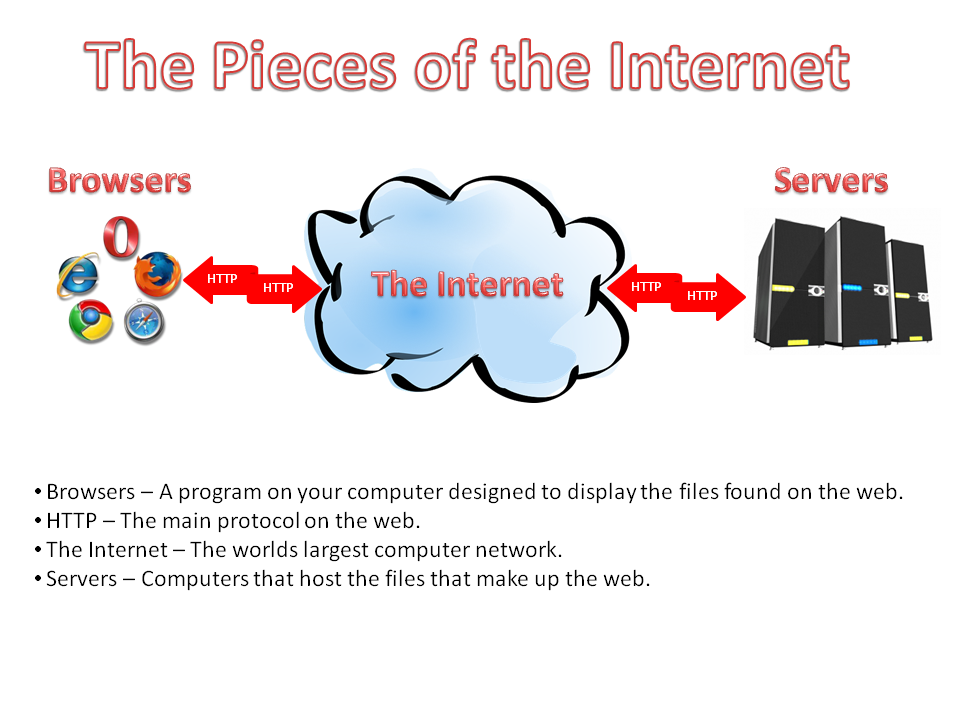 The Pieces of the Internet
Browsers
Servers
HTTP
HTTP
The Internet
HTTP
HTTP
• Browsers – A program on your computer designed to display the files found on the web.
• HTTP – The main protocol on the web.
• The Internet – The worlds largest computer network.
• Servers – Computers that host the files that make up the web.